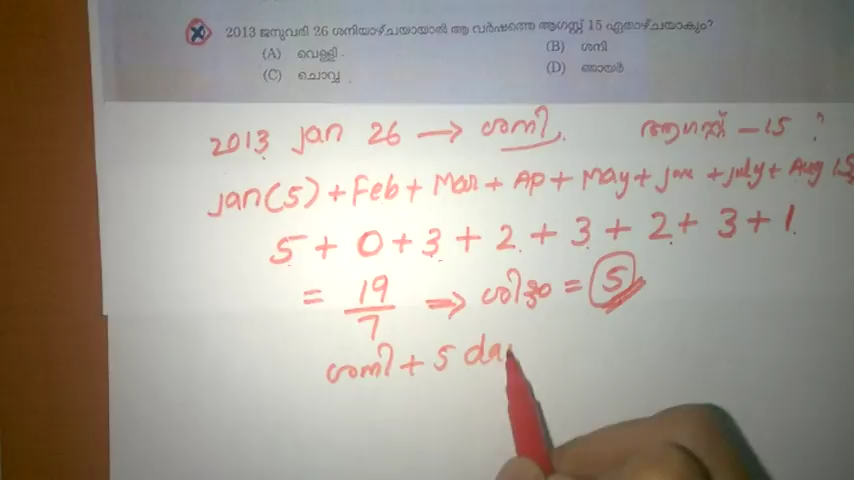 2013 ജനുവരി 26 ശനിയാഴ്ചയായാൽ ആ വർഷത്തെ ആഗസ്റ്റ് 15 ഏതാഴ്ചയാകും?
(A) വെള്ളി (B) ശനി
(C) ചൊവ്വ (D) ഞായർ
2013 Jan 26 → ശനി. ആഗസ്റ്റ് - 15 ?
Jan(5) + Feb + Mar + Ap + May + June + July + Aug 15
5 + 0 + 3 + 2 + 3 + 2 + 3 + 1
= 19/7 ⇒ ശിഷ്ടം = 5
ശനി + 5 da